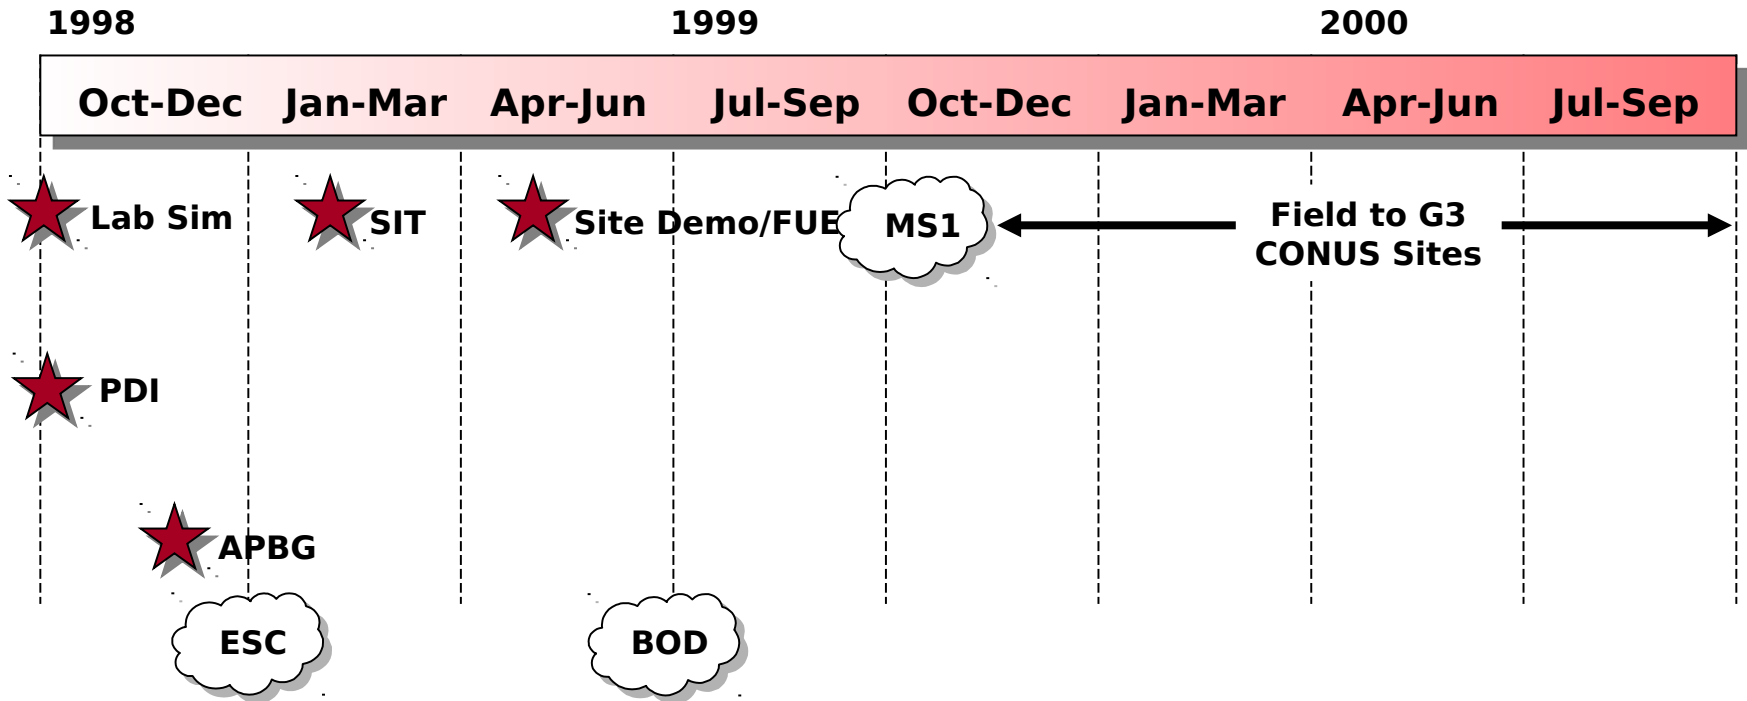 1998
1999
2000
Oct-Dec
Jan-Mar
Apr-Jun
Jul-Sep
Oct-Dec
Jan-Mar
Apr-Jun
Jul-Sep
Lab Sim
SIT
Site Demo/FUE
MS1
Field to G3
CONUS Sites
PDI
APBG
ESC
BOD